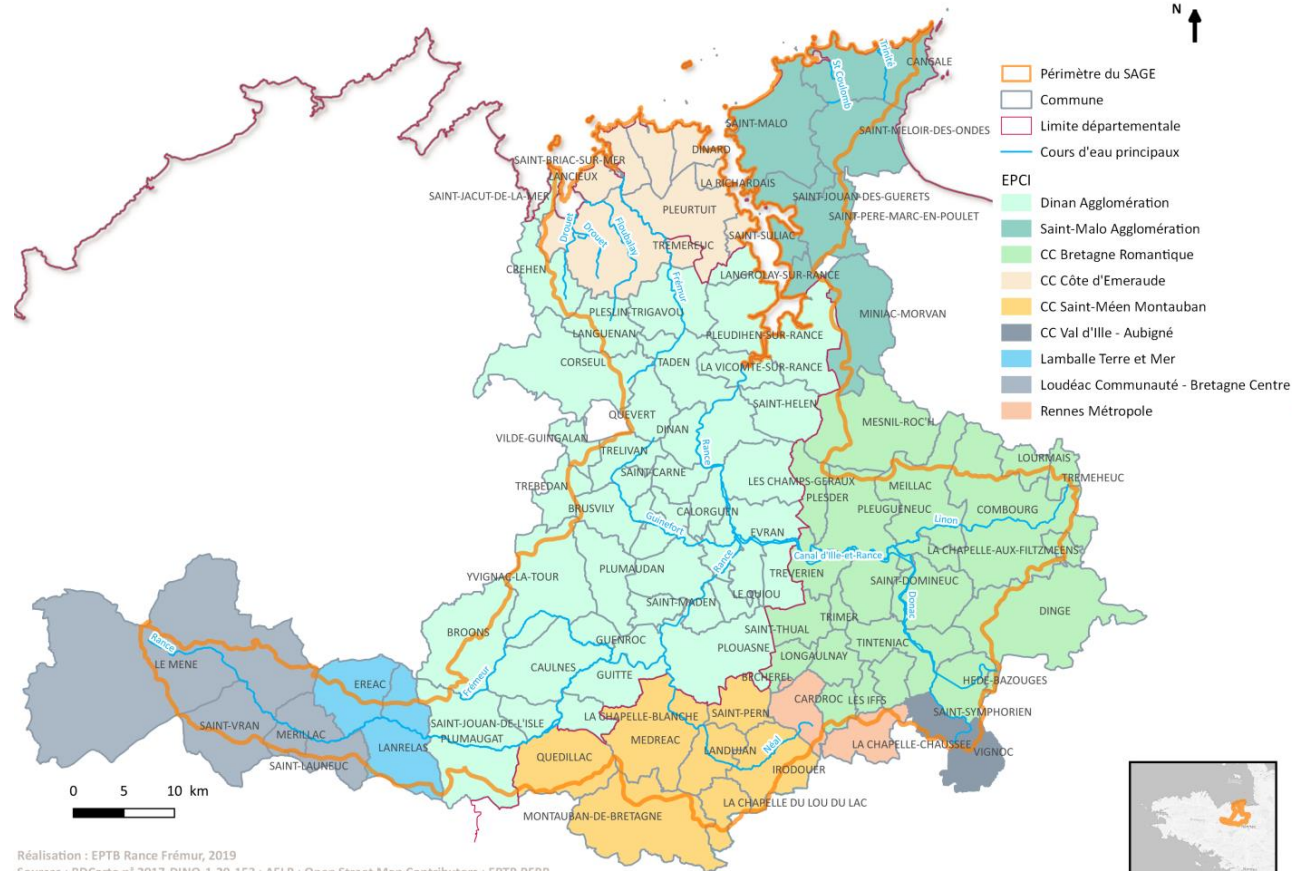 N
Périmètre du SAGE
Commune
Limite départementale
Cours d'eau principaux
EPCI
Dinan Agglomération
Saint-Malo Agglomération
CC Bretagne Romantique
CC Côte d'Emeraude
CC Saint-Méen Montauban
CC Val d'Ille - Aubigné
Lamballe Terre et Mer
Loudéac Communauté - Bretagne Centre
Rennes Métropole
Trinité
St Coulomb
CANCALE
SAINT-MALO
SAINT-MELOIR-DES-ONDES
DINARD
SAINT-BRIAC-SUR-MER
LANCIEUX
LA RICHARDAIS
SAINT-JACUT-DE-LA-MER
SAINT-JOUAN-DES-GUERETS
PLEURTUIT
SAINT-PERE-MARC-EN-POULET
Drouet
Drouet
Floubalay
SAINT-SULIAC
TREMEREUC
CREHEN
Frémur
LANGROLAY-SUR-RANCE
PLESLIN-TRIGAVOU
MINIAC-MORVAN
LANGUENAN
PLEUDIHEN-SUR-RANCE
CORSEUL
TADEN
LA VICOMTE-SUR-RANCE
SAINT-HELEN
QUEVERT
DINAN
MESNIL-ROC'H
VILDE-GUINGALAN
TRELIVAN
Rance
LOURMAIS
SAINT-CARNE
TREMEHEUC
TREBEDAN
LES CHAMPS-GERAUX
MEILLAC
PLESDER
BRUSVILY
CALORGUEN
PLEUGUENEUC
COMBOURG
Guinefort
EVRAN
Linon
Canal d'Ille-et-Rance
LA CHAPELLE-AUX-FILTZMEENS
Rance
YVIGNAC-LA-TOUR
PLUMAUDAN
TREVERIEN
SAINT-DOMINEUC
LE QUIOU
SAINT-MADEN
Donac
DINGE
BROONS
TRIMER
GUENROC
SAINT-THUAL
TINTENIAC
Rance
PLOUASNE
LONGAULNAY
LE MENE
CAULNES
GUITTE
BECHEREL
HEDE-BAZOUGES
EREAC
Frémeur
CARDROC
LES IFFS
SAINT-SYMPHORIEN
SAINT-VRAN
SAINT-JOUAN-DE-L'ISLE
LA CHAPELLE-BLANCHE
SAINT-PERN
MERILLAC
PLUMAUGAT
MEDREAC
LANRELAS
LA CHAPELLE-CHAUSSEE
VIGNOC
LANDUJAN
Néal
QUEDILLAC
SAINT-LAUNEUC
IRODOUER
LA CHAPELLE DU LOU DU LAC
MONTAUBAN-DE-BRETAGNE
0 5 10 km
Réalisation : EPTB Rance Frémur, 2019